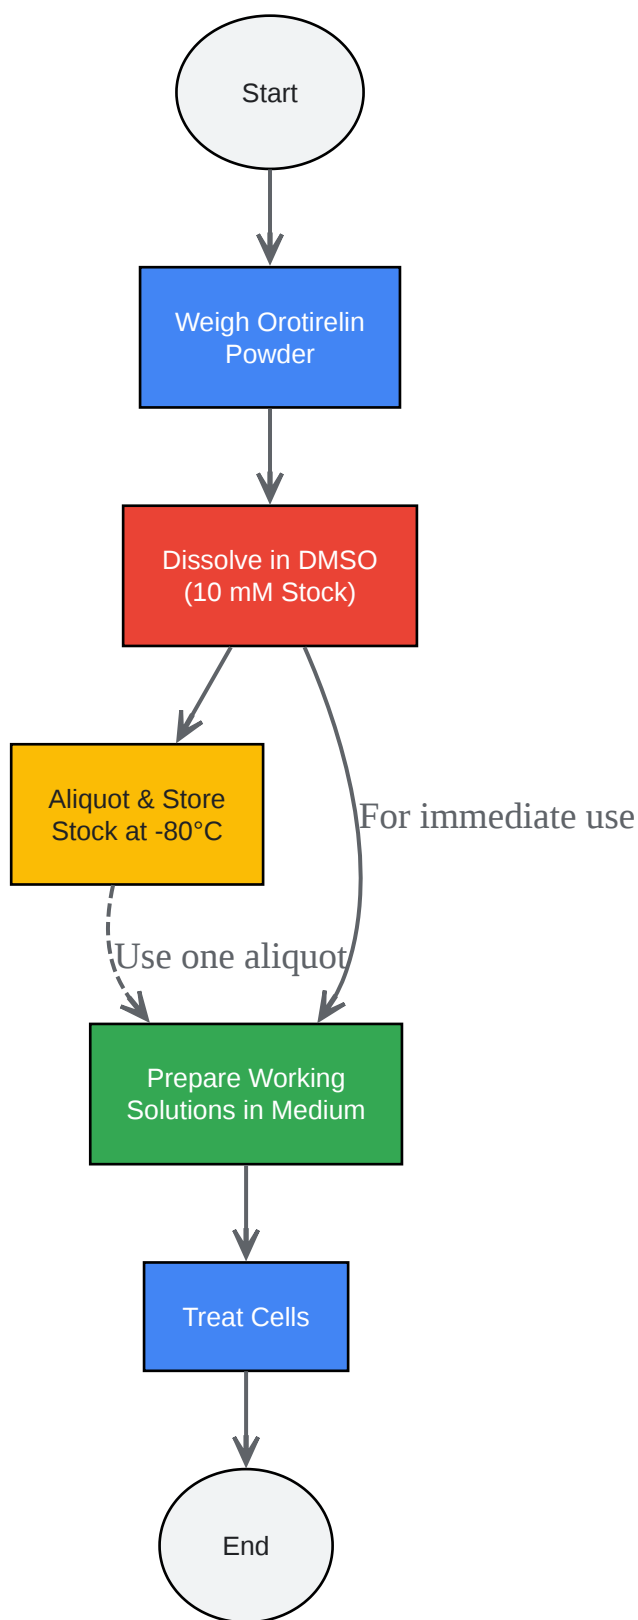 Start
Weigh Orotirelin
Powder
Dissolve in DMSO
(10 mM Stock)
Aliquot & Store
Stock at -80°C
For immediate use
Use one aliquot
Prepare Working
Solutions in Medium
Treat Cells
End